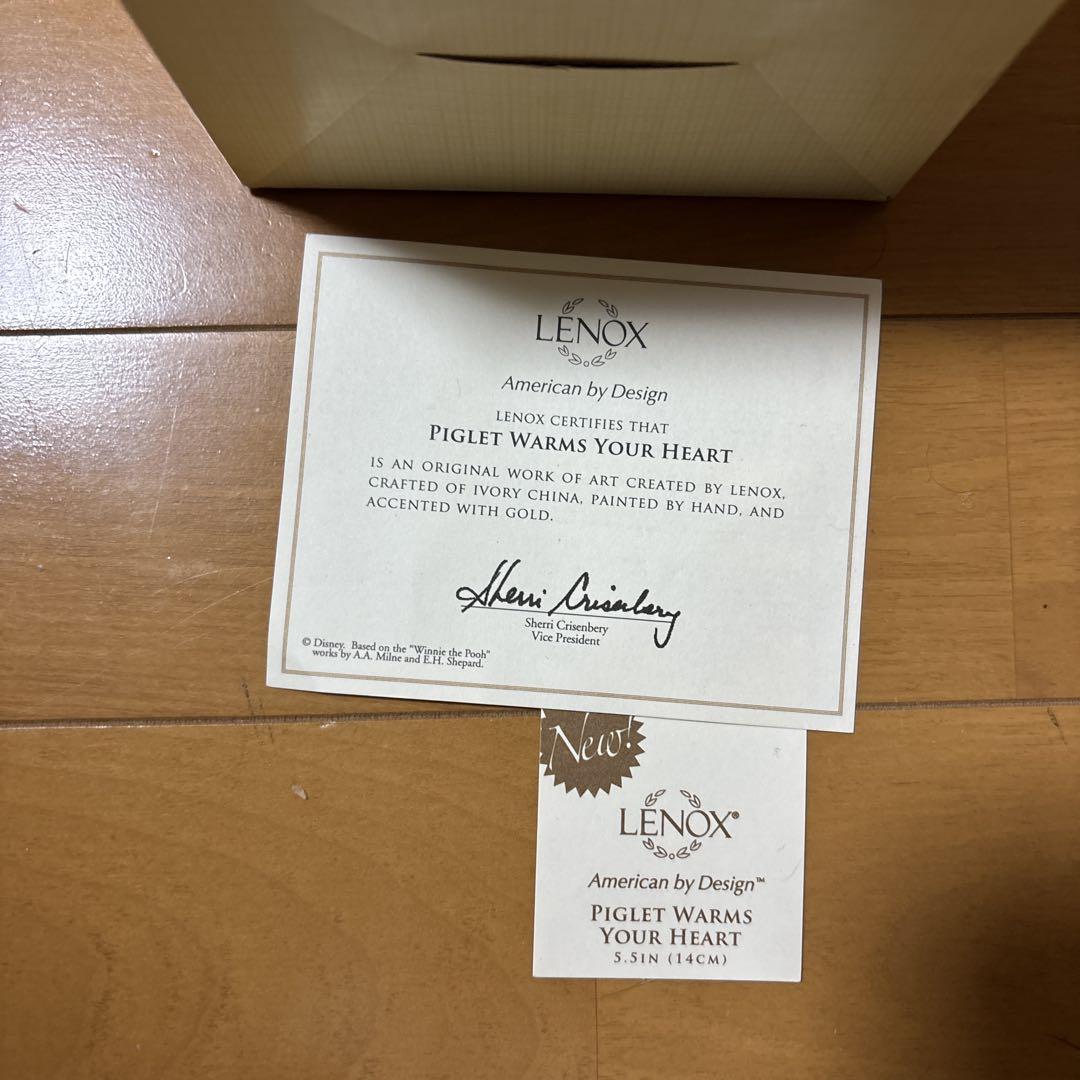 LENOX
American by Design
LENOX CERTIFIES THAT
PIGLET WARMS YOUR HEART
IS AN ORIGINAL WORK OF ART CREATED BY LENOX,
CRAFTED OF IVORY CHINA, PAINTED BY HAND, AND
ACCENTED WITH GOLD.
Sherri Crisenbery
Sherri Crisenbery
Vice President
© Disney. Based on the "Winnie the Pooh"
works by A.A. Milne and E.H. Shepard.
New!
LENOX®
American by Design™
PIGLET WARMS
YOUR HEART
5.5IN (14CM)